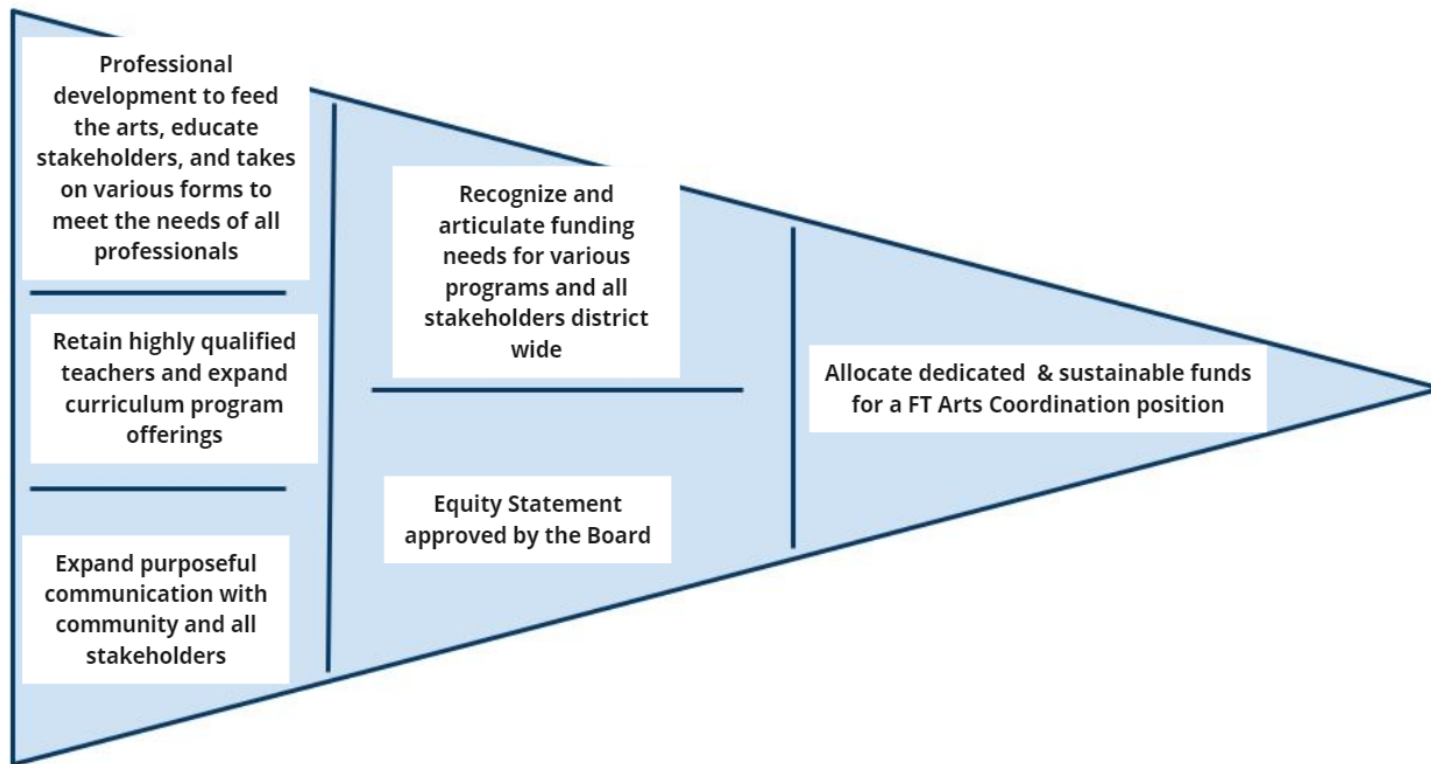 Professional
development to feed
the arts, educate
stakeholders, and takes
on various forms to
meet the needs of all
professionals
Retain highly qualified
teachers and expand
curriculum program
offerings
Expand purposeful
communication with
community and all
stakeholders
Recognize and
articulate funding
needs for various
programs and all
stakeholders district
wide
Equity Statement
approved by the Board
Allocate dedicated & sustainable funds
for a FT Arts Coordination position